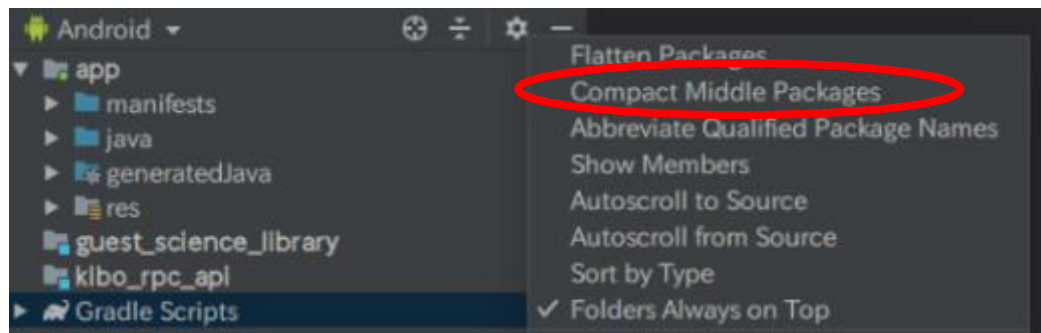 Android
app
manifests
java
generatedJava
res
guest_science_library
kibo_rpc_api
Gradle Scripts
Flatten Packages
Compact Middle Packages
Abbreviate Qualified Package Names
Show Members
Autoscroll to Source
Autoscroll from Source
Sort by Type
Folders Always on Top